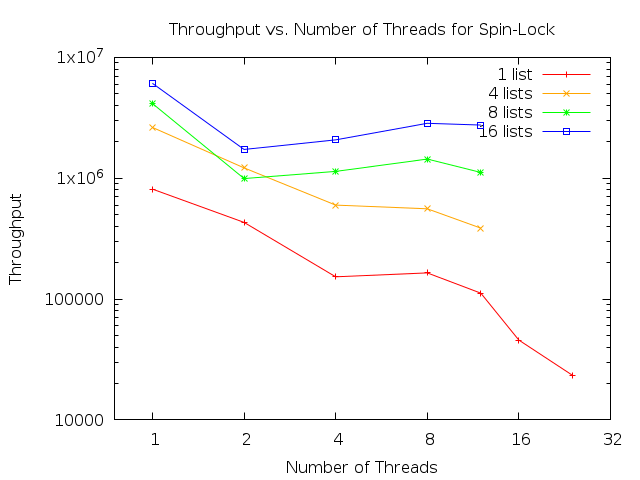 Throughput vs. Number of Threads for Spin-Lock
1x10^7
1x10^6
100000
10000
Throughput
1 list
4 lists
8 lists
16 lists
1 2 4 8 16 32
Number of Threads